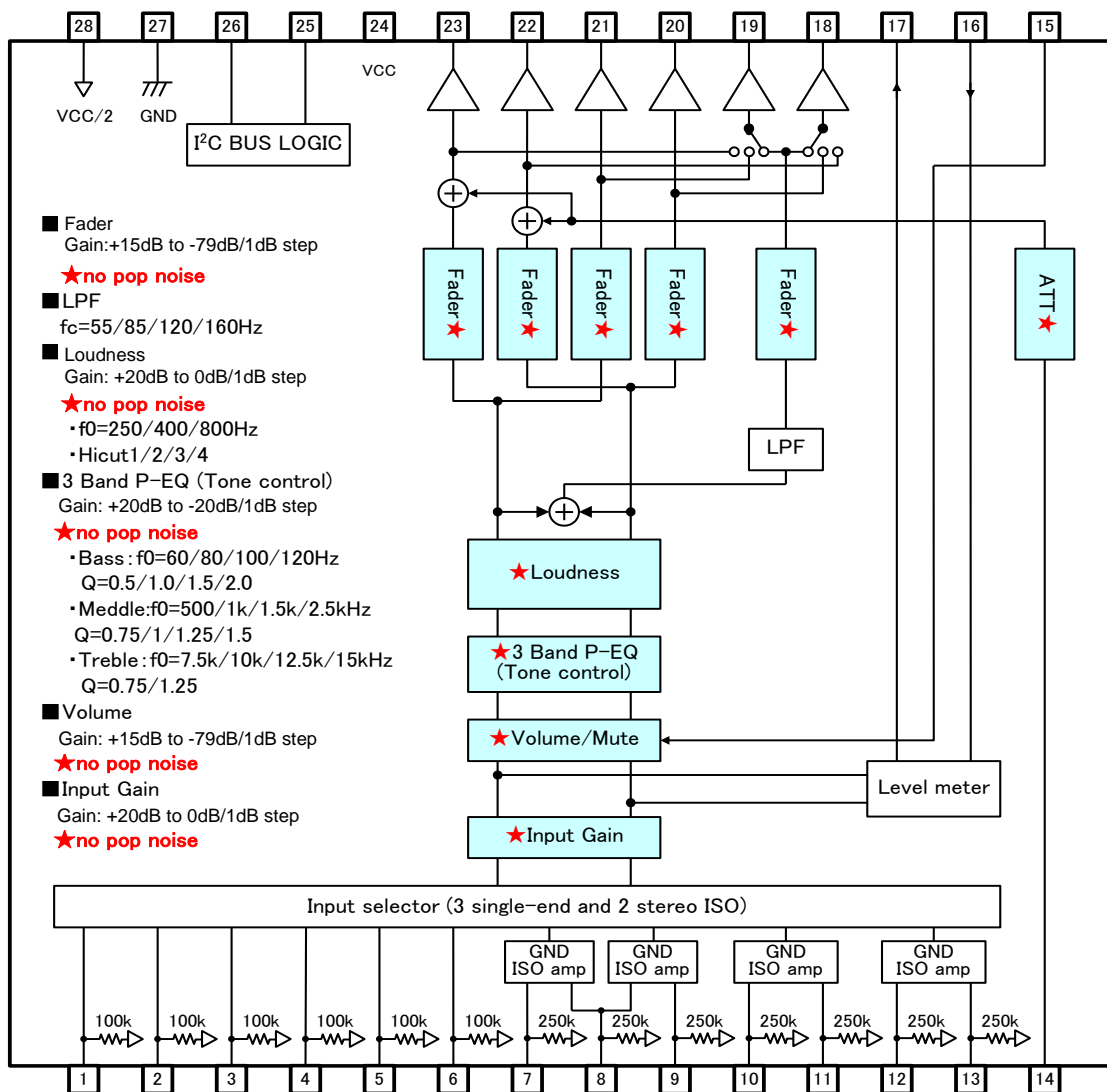 28 27 26 25 24 23 22 21 20 19 18 17 16 15
VCC
VCC/2 GND
I²C BUS LOGIC
■ Fader
Gain:+15dB to -79dB/1dB step
★no pop noise
■LPF
fc=55/85/120/160Hz
■ Loudness
Gain: +20dB to 0dB/1dB step
★no pop noise
・f0=250/400/800Hz
・Hicut1/2/3/4
■3 Band P-EQ (Tone control)
Gain: +20dB to -20dB/1dB step
★no pop noise
・Bass:f0=60/80/100/120Hz
Q=0.5/1.0/1.5/2.0
・Meddle:f0=500/1k/1.5k/2.5kHz
Q=0.75/1/1.25/1.5
・Treble:f0=7.5k/10k/12.5k/15kHz
Q=0.75/1.25
■Volume
Gain: +15dB to -79dB/1dB step
★no pop noise
■Input Gain
Gain: +20dB to 0dB/1dB step
★no pop noise
Fader★
Fader★
Fader★
Fader★
Fader★
ATT★
LPF
★Loudness
★3 Band P-EQ
(Tone control)
★Volume/Mute
Level meter
★Input Gain
Input selector (3 single-end and 2 stereo ISO)
GND
ISO amp
GND
ISO amp
GND
ISO amp
GND
ISO amp
100k 100k 100k 100k 100k 100k 250k 250k 250k 250k 250k 250k 250k
1 2 3 4 5 6 7 8 9 10 11 12 13 14